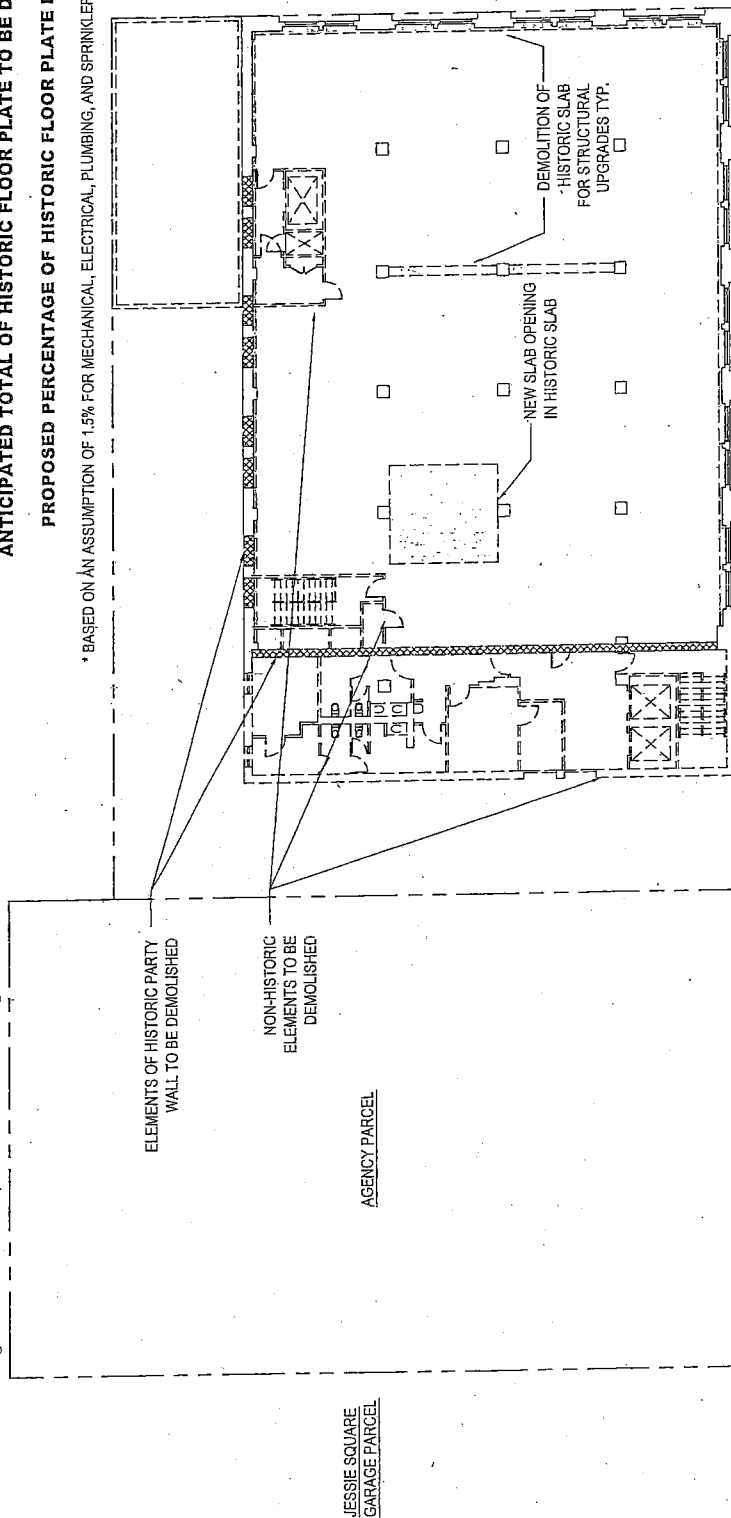 ANTICIPATED TOTAL OF HISTORIC FLOOR PLATE TO BE
PROPOSED PERCENTAGE OF HISTORIC FLOOR PLATE
* BASED ON AN ASSUMPTION OF 1.5% FOR MECHANICAL, ELECTRICAL, PLUMBING, AND SPRINKLER
ELEMENTS OF HISTORIC PARTY
WALL TO BE DEMOLISHED
NON-HISTORIC
ELEMENTS TO BE
DEMOLISHED
DEMOLITION OF
HISTORIC SLAB
FOR STRUCTURAL
UPGRADES TYP.
NEW SLAB OPENING
IN HISTORIC SLAB
AGENCY PARCEL
JESSIE SQUARE
GARAGE PARCEL